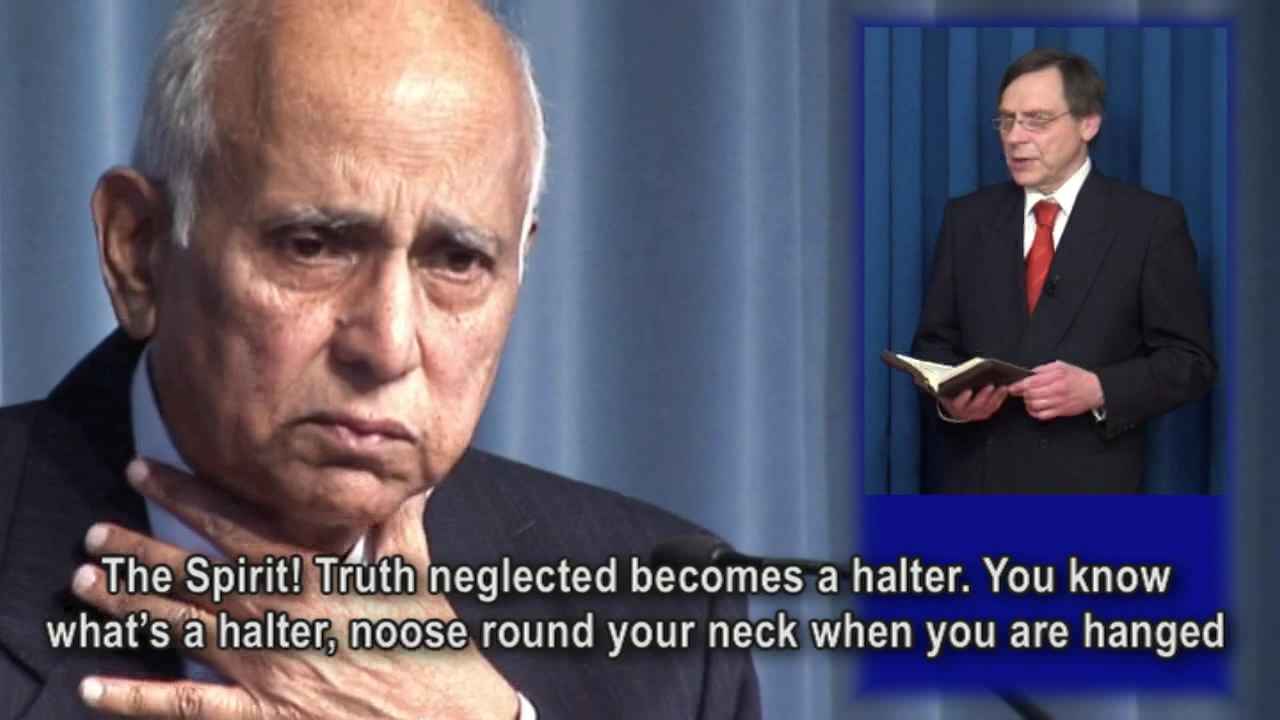 The Spirit! Truth neglected becomes a halter. You know
what's a halter, noose round your neck when you are hanged